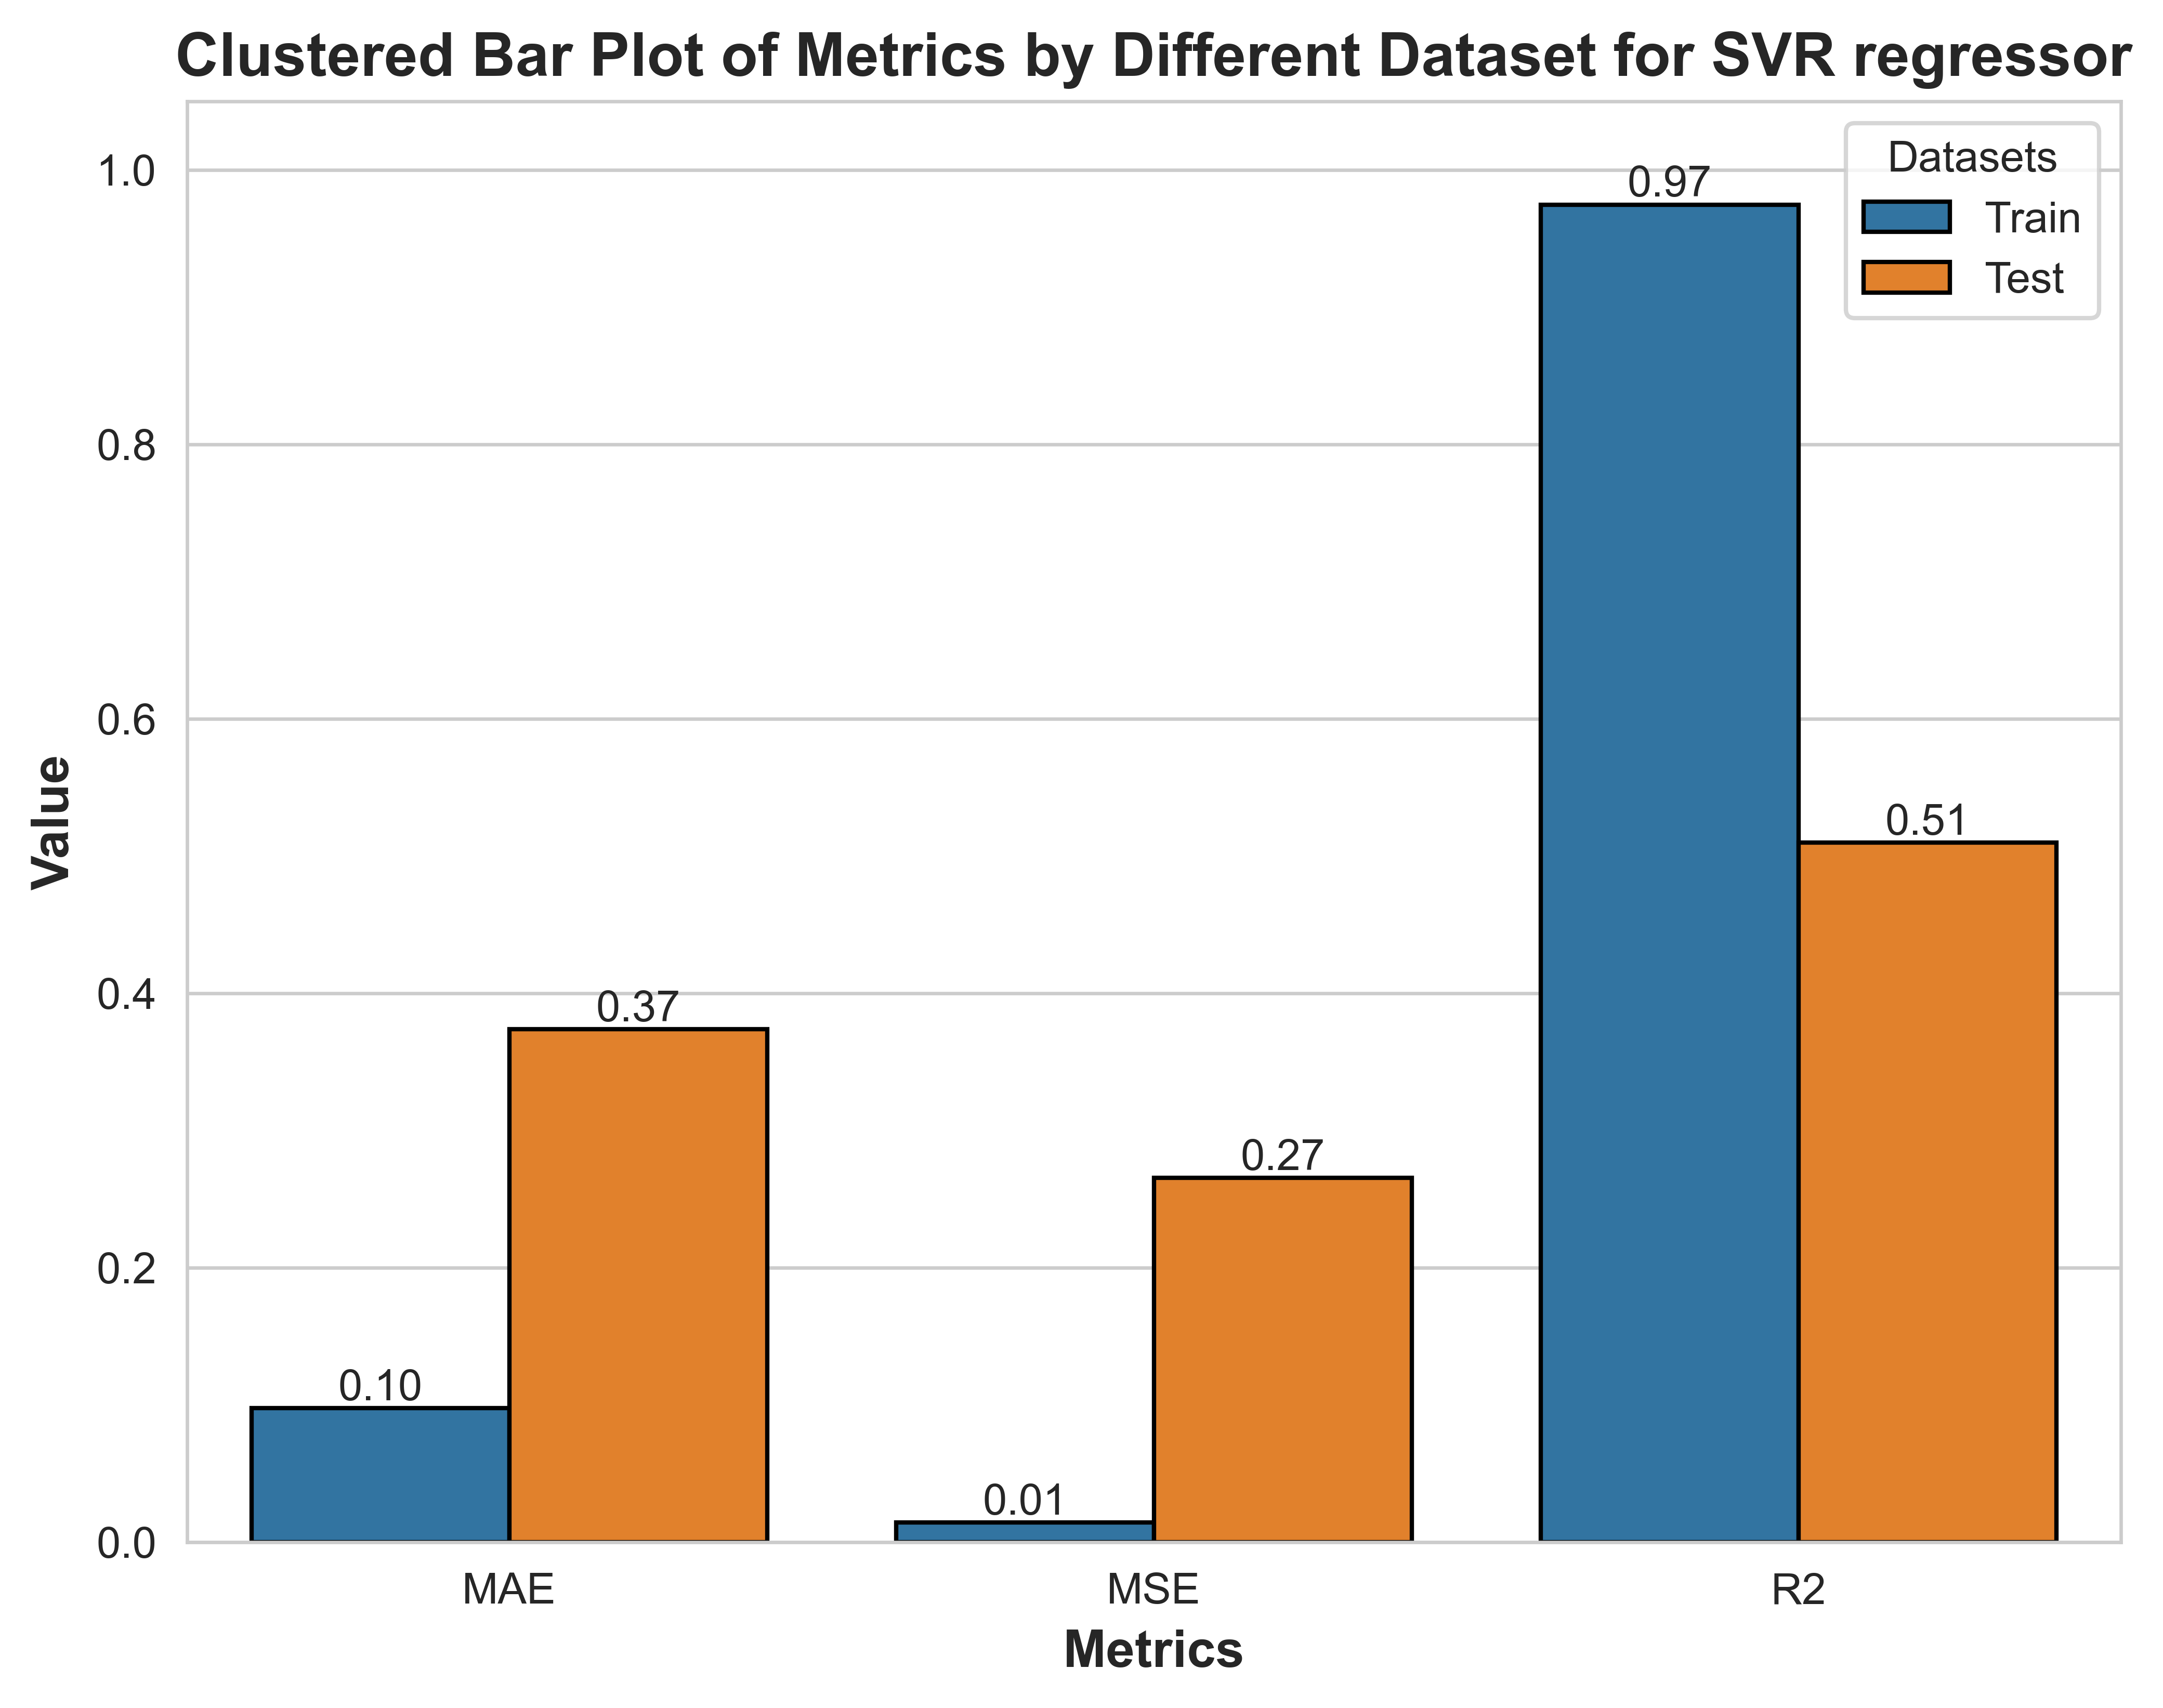 Clustered Bar Plot of Metrics by Different Dataset for SVR regressor
Datasets
Train
Test
Value
1.0
0.8
0.6
0.4
0.2
0.0
0.10
0.37
0.01
0.27
0.97
0.51
MAE
MSE
R2
Metrics